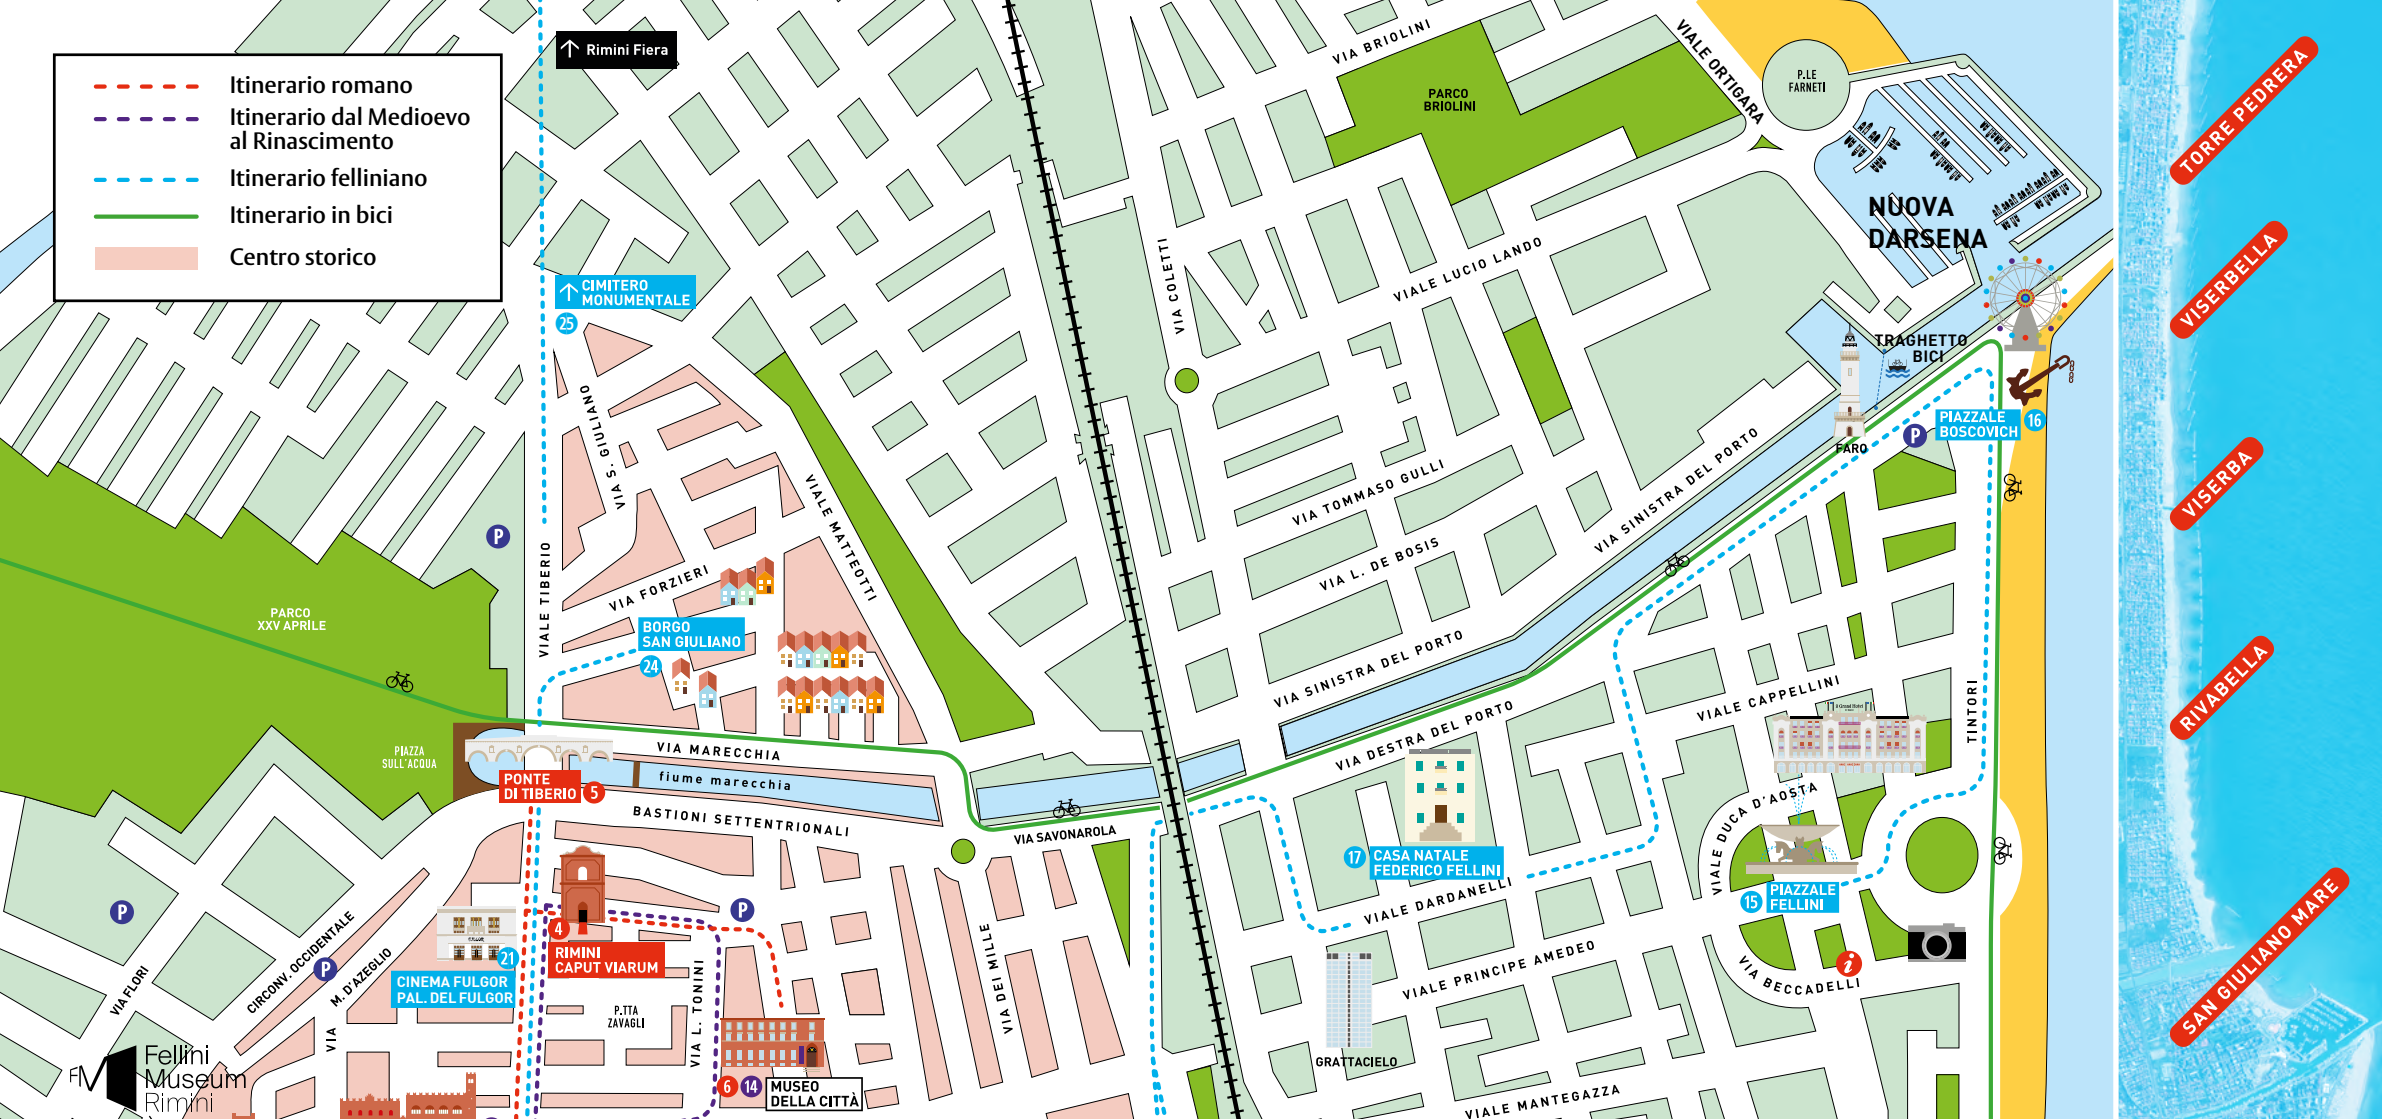 Itinerario romano
Itinerario dal Medioevo
al Rinascimento
Itinerario felliniano
Itinerario in bici
Centro storico
Rimini Fiera
CIMITERO
MONUMENTALE
25
VIA S. GIULIANO
VIALE TIBERIO
VIA FORZIERI
VIALE MATTEOTTI
BORGO
SAN GIULIANO
24
P
PARCO
XXV APRILE
PIAZZA
SULL'ACQUA
PONTE
DI TIBERIO
5
VIA MARECCHIA
fiume marecchia
BASTIONI SETTENTRIONALI
VIA SAVONAROLA
P
P
P
VIA FLORI
CIRCONV. OCCIDENTALE
M. D'AZEGLIO
VIA
CINEMA FULGOR
PAL. DEL FULGOR
21
FULGOR
4
RIMINI
CAPUT VIARUM
P.TTA
ZAVAGLI
VIA L. TONINI
VIA DEI MILLE
6
14
MUSEO
DELLA CITTÀ
FM
Fellini
Museum
Rimini
VIA BRIOLINI
PARCO
BRIOLINI
VIALE ORTIGARA
P.LE
FARNETI
NUOVA
DARSENA
VIA COLETTI
VIALE LUCIO LANDO
VIA TOMMASO GULLI
VIA L. DE BOSIS
VIA SINISTRA DEL PORTO
VIA SINISTRA DEL PORTO
VIA DESTRA DEL PORTO
TRAGHETTO
BICI
FARO
P
PIAZZALE
BOSCOVICH
16
VIALE CAPPELLINI
Il Grand Hotel
TINTORI
VIALE DUCA D'AOSTA
17
CASA NATALE
FEDERICO FELLINI
VIALE DARDANELLI
VIALE PRINCIPE AMEDEO
15
PIAZZALE
FELLINI
i
VIA BECCADELLI
GRATTACIELO
VIALE MANTEGAZZA
TORRE PEDRERA
VISERBELLA
VISERBA
RIVABELLA
SAN GIULIANO MARE